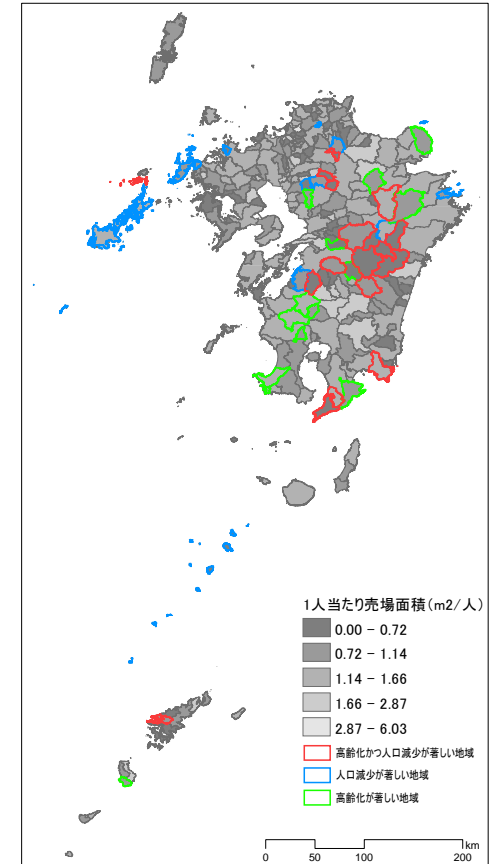 1人当たり売場面積(m2/人)
0.00 - 0.72
0.72 - 1.14
1.14 - 1.66
1.66 - 2.87
2.87 - 6.03
高齢化かつ人口減少が著しい地域
人口減少が著しい地域
高齢化が著しい地域
km
0 50 100 200